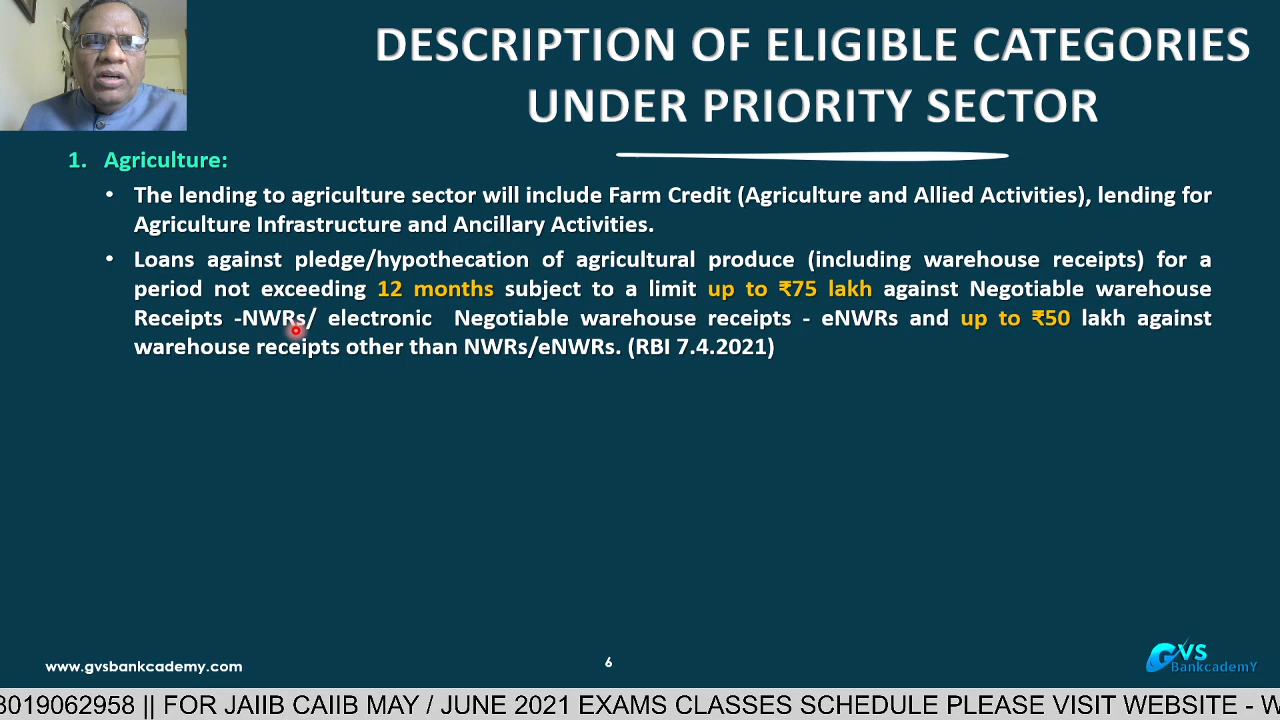 DESCRIPTION OF ELIGIBLE CATEGORIES
UNDER PRIORITY SECTOR
1. Agriculture:
• The lending to agriculture sector will include Farm Credit (Agriculture and Allied Activities), lending for
Agriculture Infrastructure and Ancillary Activities.
• Loans against pledge/hypothecation of agricultural produce (including warehouse receipts) for a
period not exceeding 12 months subject to a limit up to ₹75 lakh against Negotiable warehouse
Receipts -NWRs/ electronic Negotiable warehouse receipts - eNWRs and up to ₹50 lakh against
warehouse receipts other than NWRs/eNWRs. (RBI 7.4.2021)
www.gvsbankcademy.com
6
GVS
BankcademY
8019062958 || FOR JAIIB CAIIB MAY / JUNE 2021 EXAMS CLASSES SCHEDULE PLEASE VISIT WEBSITE - W